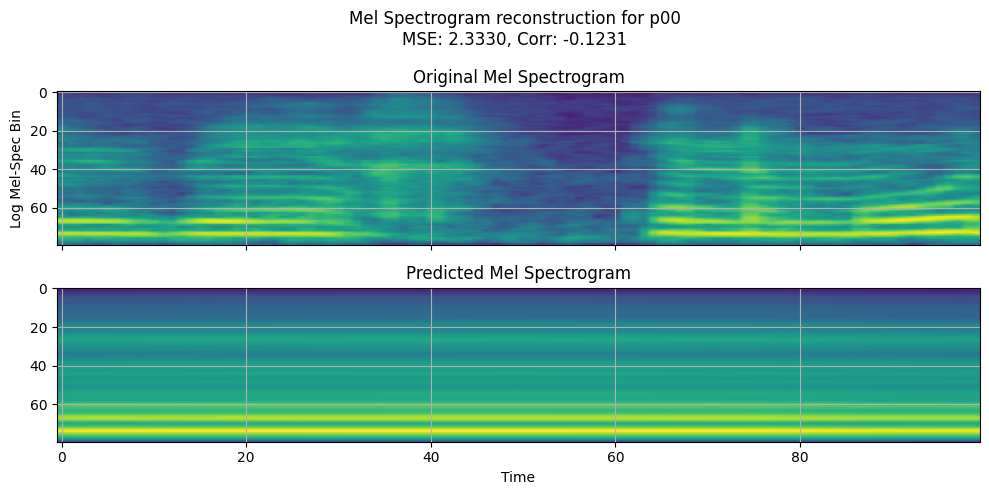 Mel Spectrogram reconstruction for p00
MSE: 2.3330, Corr: -0.1231
Original Mel Spectrogram
0
20
40
60
Log Mel-Spec Bin
Predicted Mel Spectrogram
0
20
40
60
0 20 40 60 80
Time